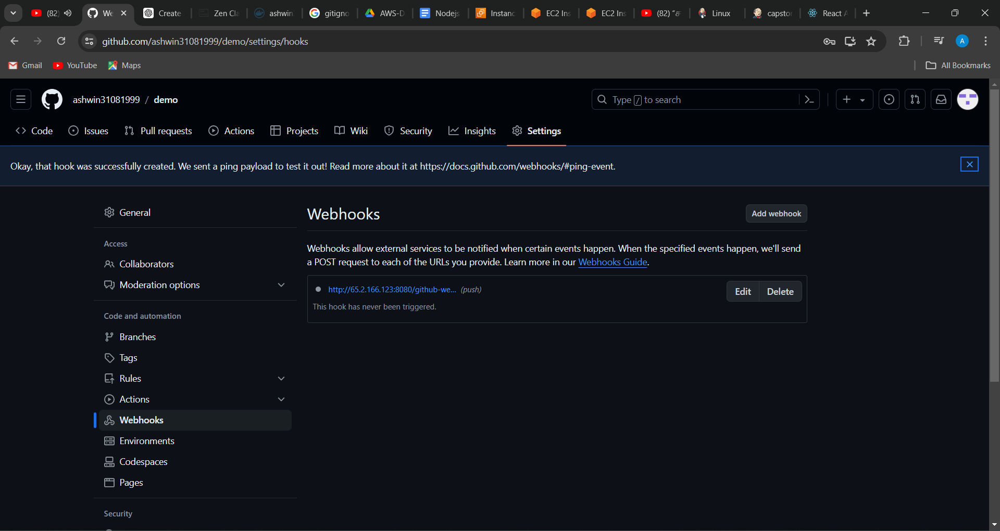 (82)
We
Create
Zen Cla
ashwin
gitigno
AWS-D
Nodejs
Instanc
EC2 Ins
EC2 Ins
(82) “
Linux
capstor
React A
github.com/ashwin31081999/demo/settings/hooks
A
Gmail
YouTube
Maps
All Bookmarks
ashwin31081999 / demo
Type / to search
Code
Issues
Pull requests
Actions
Projects
Wiki
Security
Insights
Settings
Okay, that hook was successfully created. We sent a ping payload to test it out! Read more about it at https://docs.github.com/webhooks/#ping-event.
General
Access
Collaborators
Moderation options
Code and automation
Branches
Tags
Rules
Actions
Webhooks
Environments
Codespaces
Pages
Security
Webhooks
Add webhook
Webhooks allow external services to be notified when certain events happen. When the specified events happen, we'll send
a POST request to each of the URLs you provide. Learn more in our Webhooks Guide.
http://65.2.166.123:8080/github-we... (push)
Edit
Delete
This hook has never been triggered.